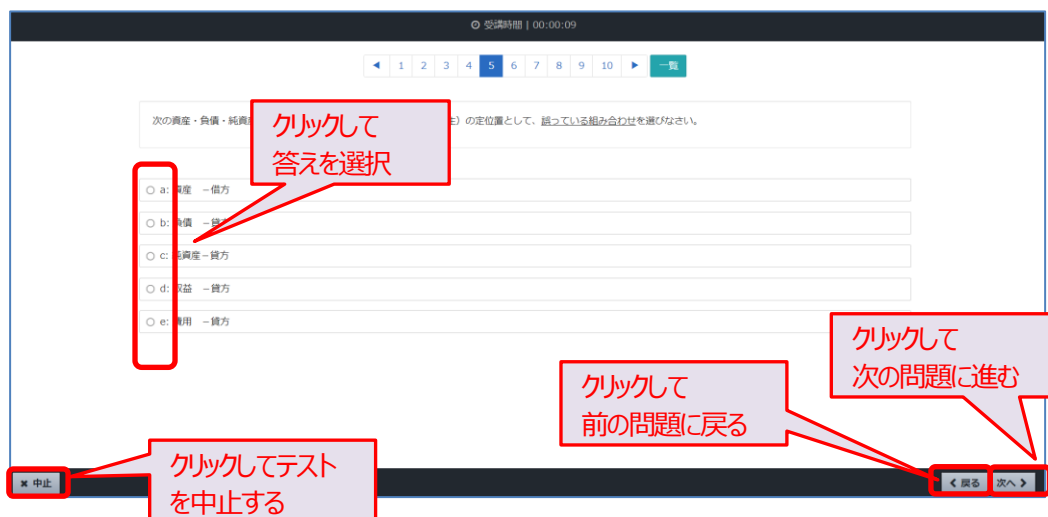 受講時間 | 00:00:09
◀ 1 2 3 4 5 6 7 8 9 10 ▶ 一覧
次の資産・負債・純資 の定位置として、誤っている組み合わせを選びなさい。
クリックして
答えを選択
a: 資産 －借方
b: 負債 －貸方
c: 純資産－貸方
d: 収益 －貸方
e: 費用 －貸方
クリックして
次の問題に進む
クリックして
前の問題に戻る
クリックしてテスト
を中止する
✖ 中止
❮ 戻る
次へ ❯